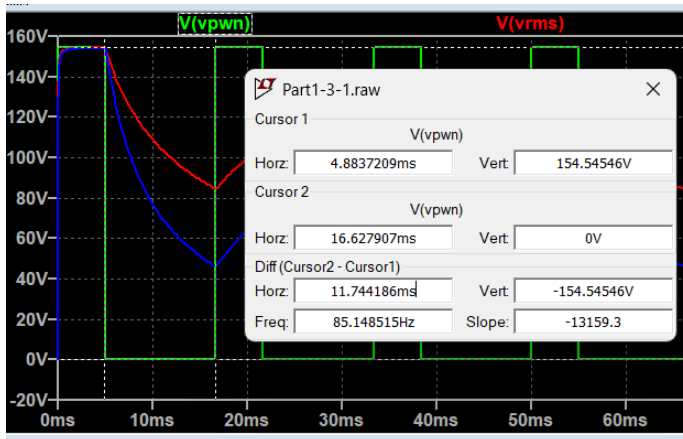 V(vpwn) V(vrms)
160V
140V
120V
100V
80V
60V
40V
20V
0V
-20V
0ms 10ms 20ms 30ms 40ms 50ms 60ms
Part1-3-1.raw
Cursor 1
V(vpwn)
Horz: 4.8837209ms Vert: 154.54546V
Cursor 2
V(vpwn)
Horz: 16.627907ms Vert: 0V
Diff (Cursor2 - Cursor1)
Horz: 11.744186ms Vert: -154.54546V
Freq: 85.148515Hz Slope: -13159.3